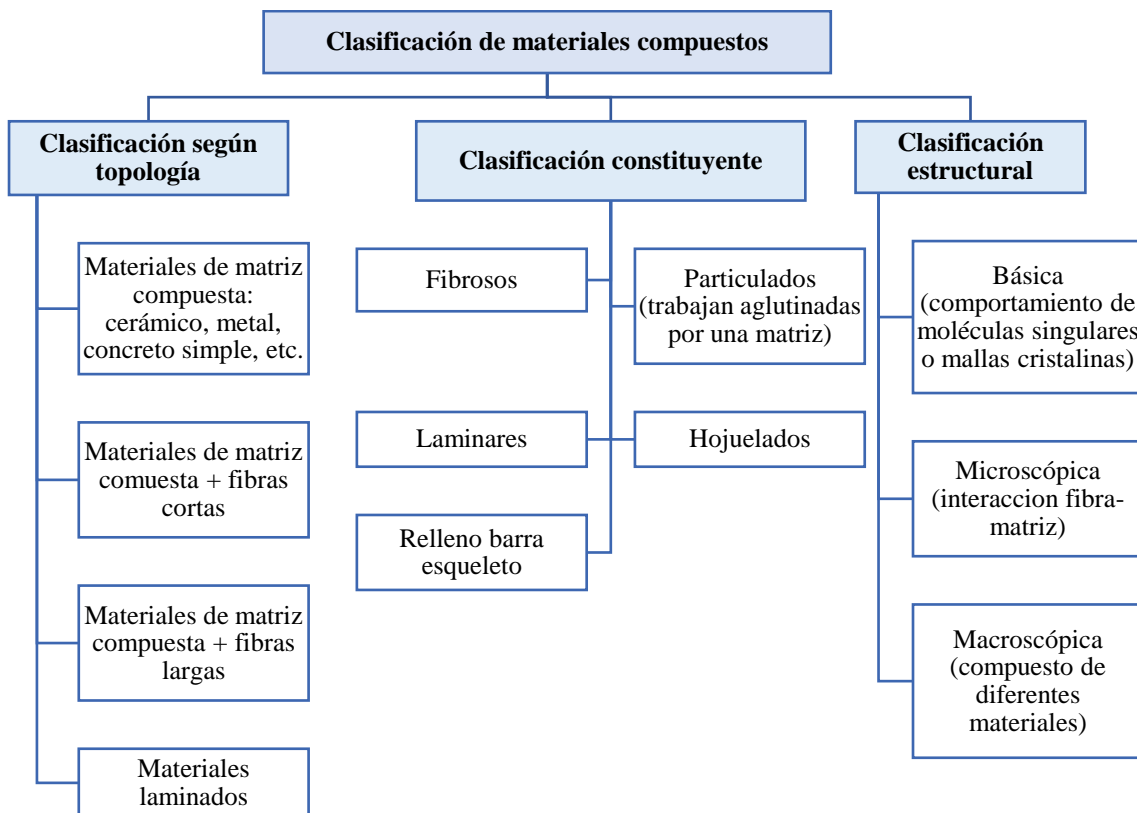 Clasificación de materiales compuestos
Clasificación según
topología
Materiales de matriz
compuesta:
cerámico, metal,
concreto simple, etc.
Materiales de matriz
comuesta + fibras
cortas
Materiales de matriz
compuesta + fibras
largas
Materiales
laminados
Clasificación constituyente
Fibrosos
Particulados
(trabajan aglutinadas
por una matriz)
Laminares
Hojuelados
Relleno barra
esqueleto
Clasificación
estructural
Básica
(comportamiento de
moléculas singulares
o mallas cristalinas)
Microscópica
(interaccion fibra-
matriz)
Macroscópica
(compuesto de
diferentes
materiales)